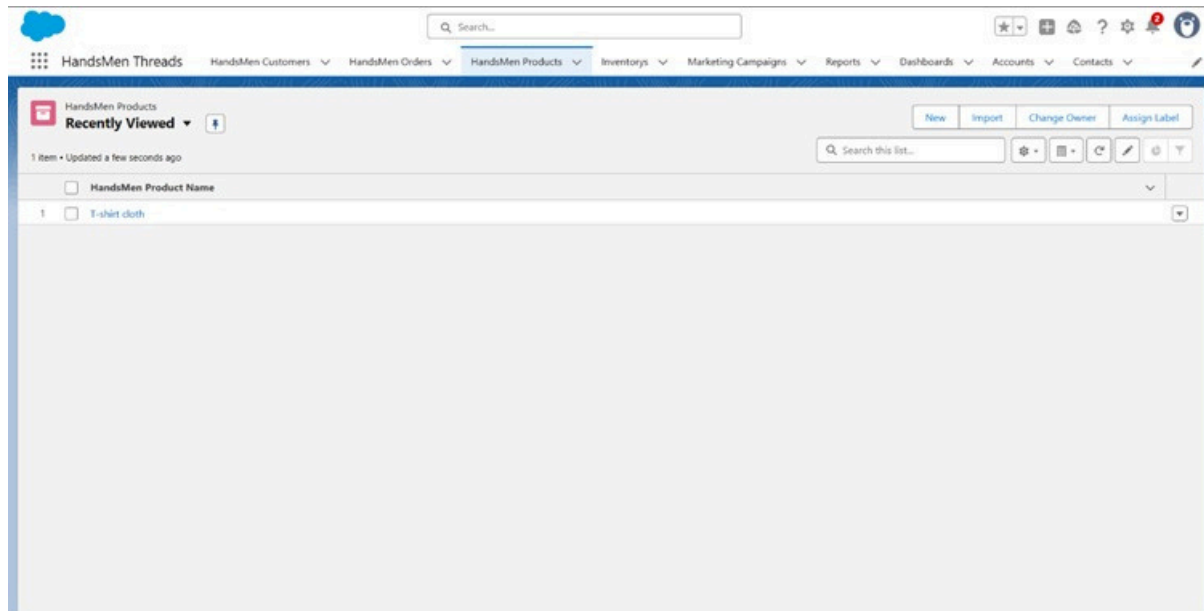 Search...
2
HandsMen Threads HandsMen Customers HandsMen Orders HandsMen Products Inventorys Marketing Campaigns Reports Dashboards Accounts Contacts
HandsMen Products
Recently Viewed
New Import Change Owner Assign Label
1 item • Updated a few seconds ago
Search this list...
HandsMen Product Name
1 T-shirt cloth